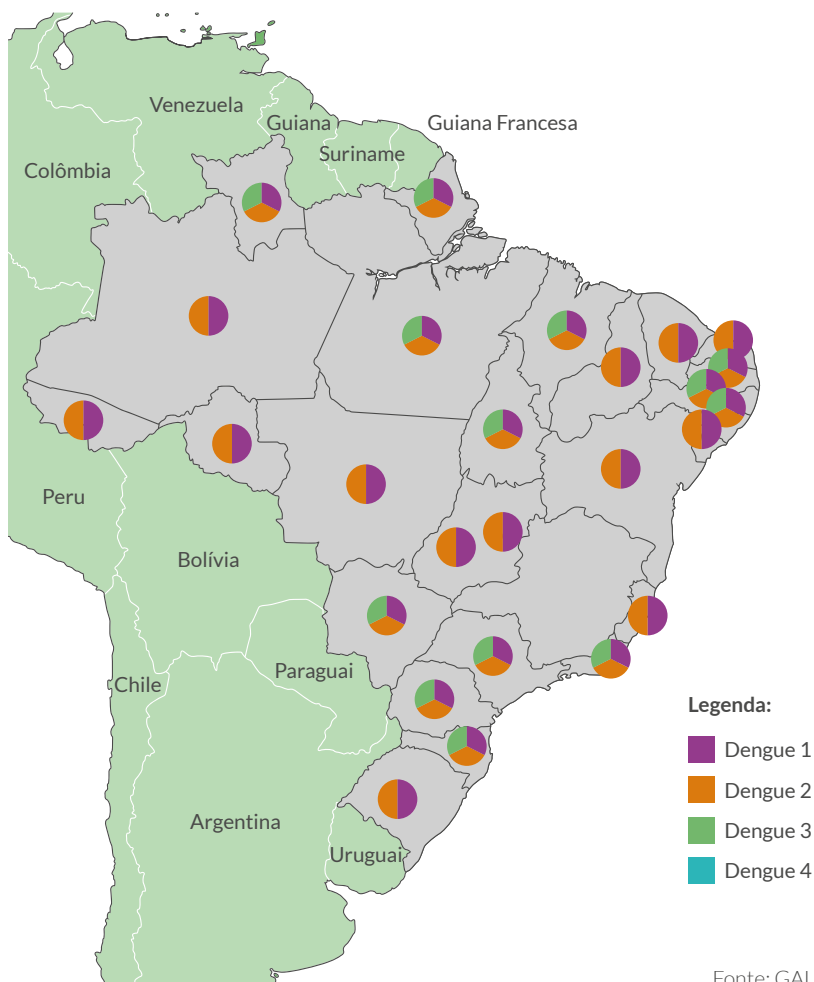 Venezuela
Guiana
Guiana Francesa
Suriname
Colômbia
Peru
Bolívia
Paraguai
Chile
Argentina
Uruguai
Legenda:
Dengue 1
Dengue 2
Dengue 3
Dengue 4
Fonte: GAL